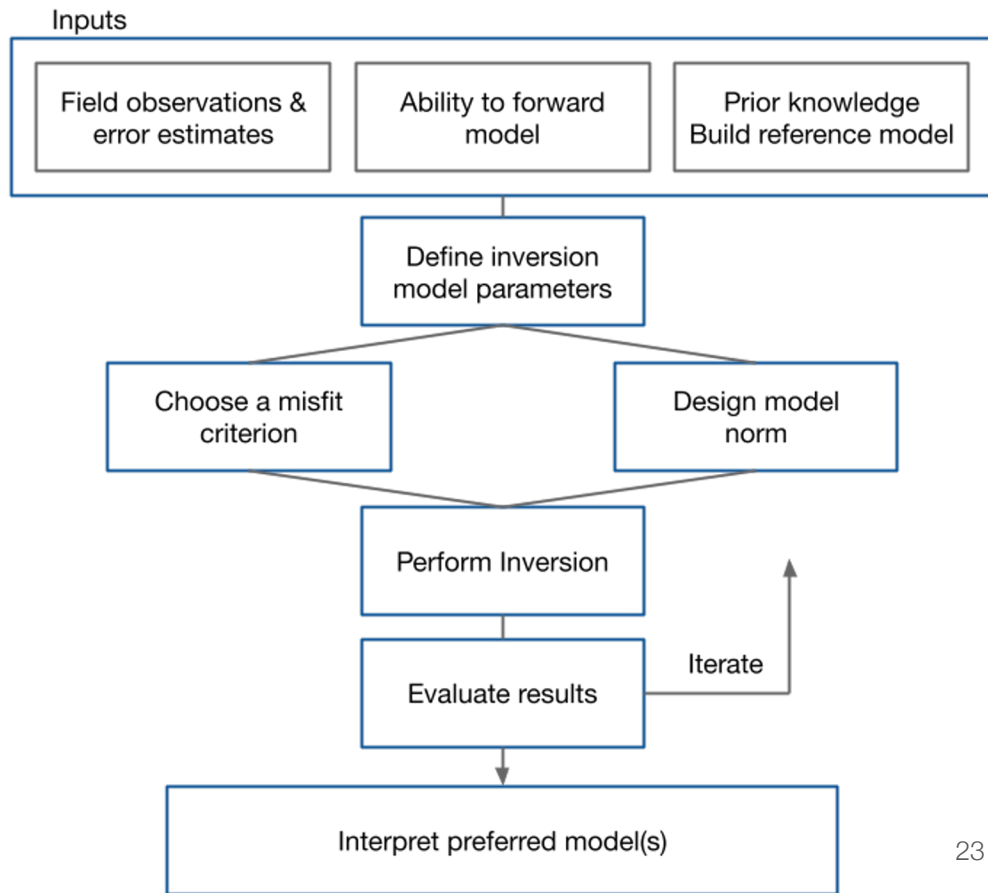 Inputs
Field observations &
error estimates
Ability to forward
model
Prior knowledge
Build reference model
Define inversion
model parameters
Choose a misfit
criterion
Design model
norm
Perform Inversion
Iterate
Evaluate results
Interpret preferred model(s)
23